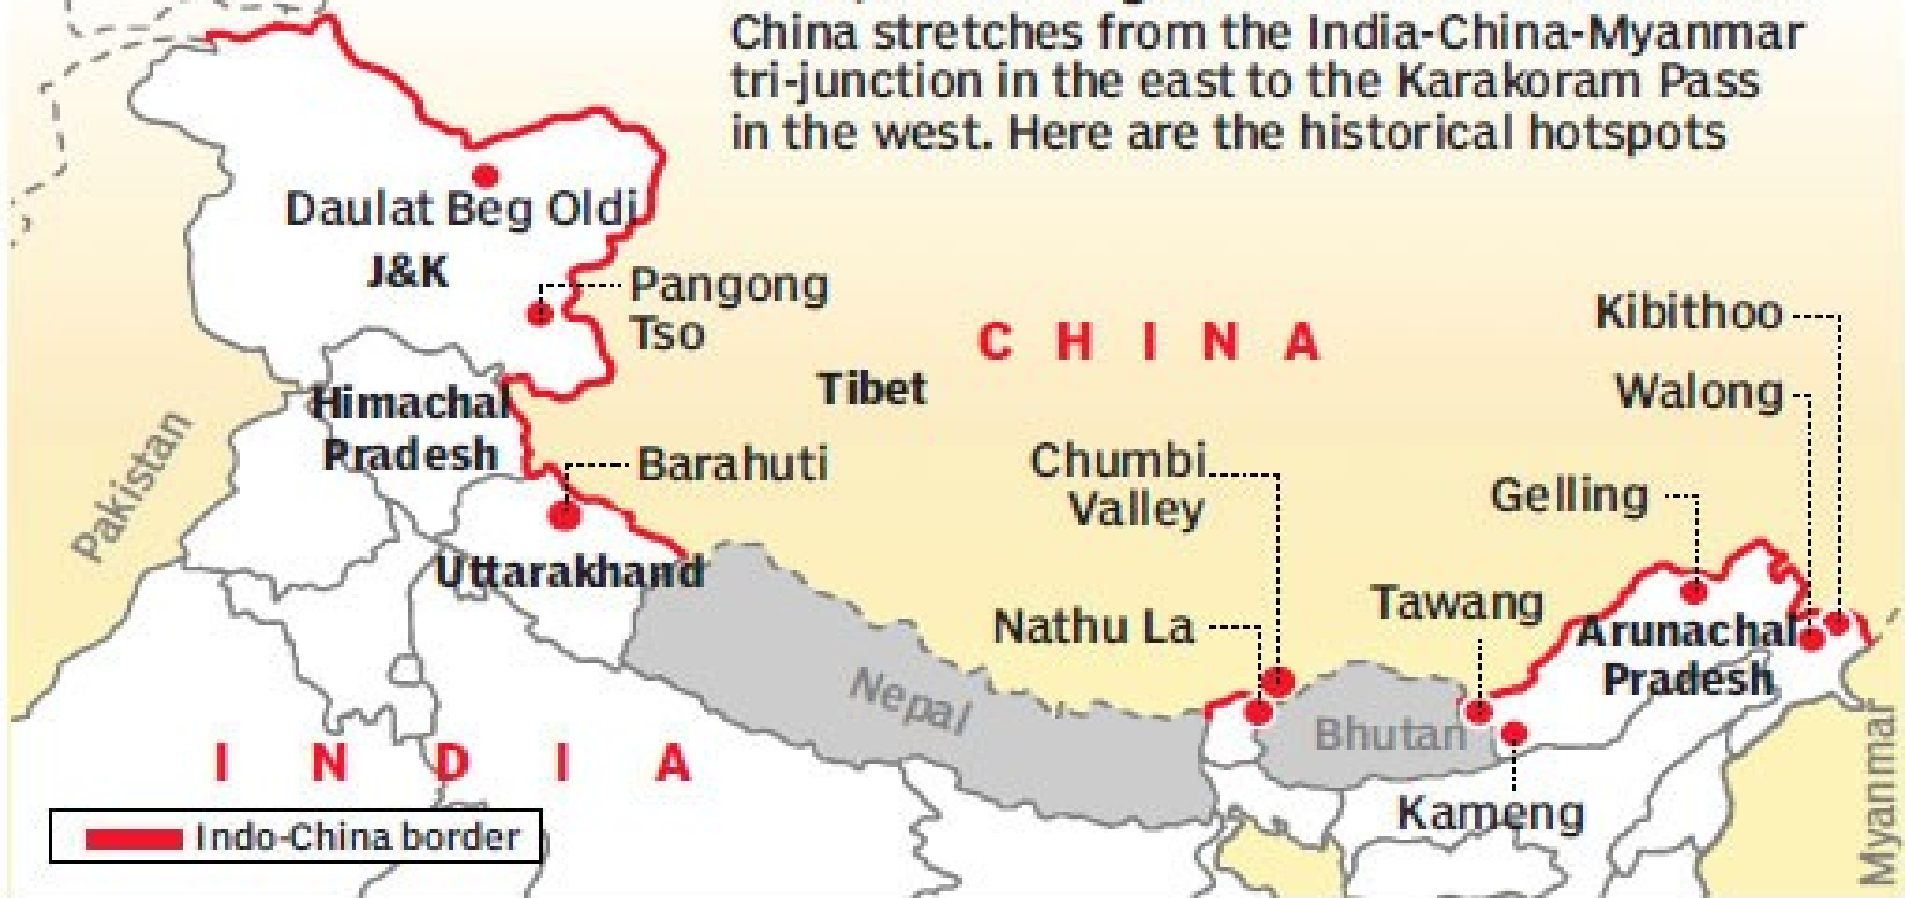 China stretches from the India-China-Myanmar
tri-junction in the east to the Karakoram Pass
in the west. Here are the historical hotspots
Daulat Beg Oldi
J&K
Pangong
Tso
CHINA
Kibithoo
Tibet
Walong
Himachal
Pradesh
Pakistan
Barahuti
Chumbi
Valley
Gelling
Uttarakhand
Nathu La
Tawang
Arunachal
Pradesh
Nepal
Bhutan
INDIA
Kameng
Myanmar
Indo-China border